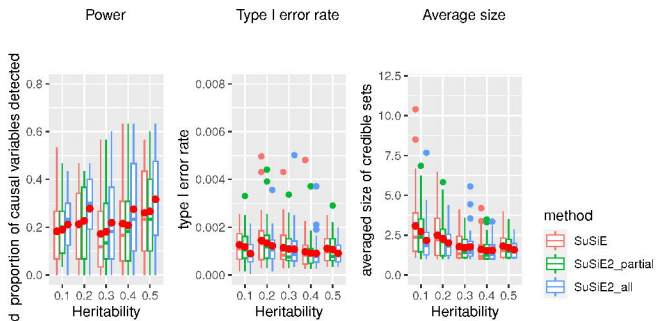 Power
Type I error rate
Average size
d proportion of causal variables detected
0.8
0.6
0.4
0.2
0.0
0.1 0.2 0.3 0.4 0.5
Heritability
type I error rate
0.008
0.006
0.004
0.002
0.000
0.1 0.2 0.3 0.4 0.5
Heritability
averaged size of credible sets
12.5
10.0
7.5
5.0
2.5
0.0
0.1 0.2 0.3 0.4 0.5
Heritability
method
SuSiE
SuSiE2_partial
SuSiE2_all